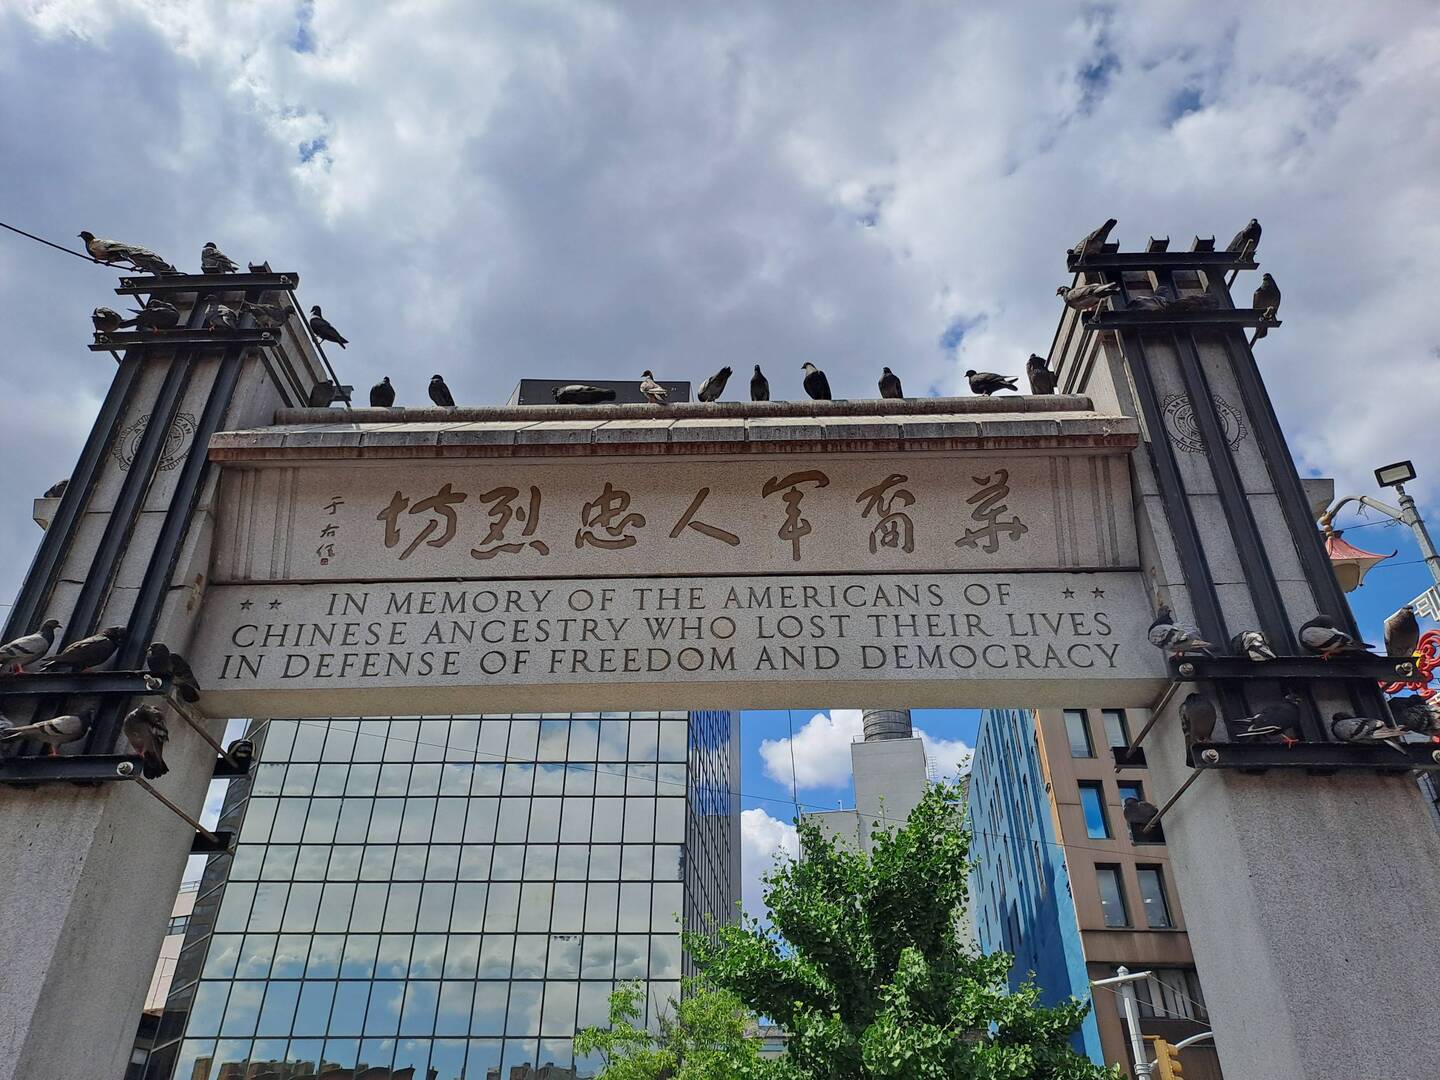 華裔軍人忠烈坊
于右任
★ ★ IN MEMORY OF THE AMERICANS OF ★ ★
CHINESE ANCESTRY WHO LOST THEIR LIVES
IN DEFENSE OF FREEDOM AND DEMOCRACY